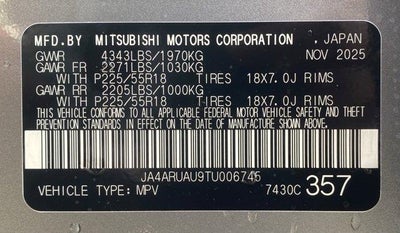 MFD.BY MITSUBISHI MOTORS CORPORATION , JAPAN
GVWR 4343LBS/1970KG NOV 2025
GAWR FR 2271LBS/1030KG
WITH P225/55R18 TIRES 18X7.0J RIMS
GAWR RR 2205LBS/1000KG
WITH P225/55R18 TIRES 18X7.0J RIMS
THIS VEHICLE CONFORMS TO ALL APPLICABLE FEDERAL MOTOR VEHICLE
SAFETY AND THEFT PREVENTION STANDARDS IN EFFECT ON THE DATE
OF MANUFACTURE SHOWN ABOVE.
JA4ARUAU9TU006746
VEHICLE TYPE: MPV 7430C 357